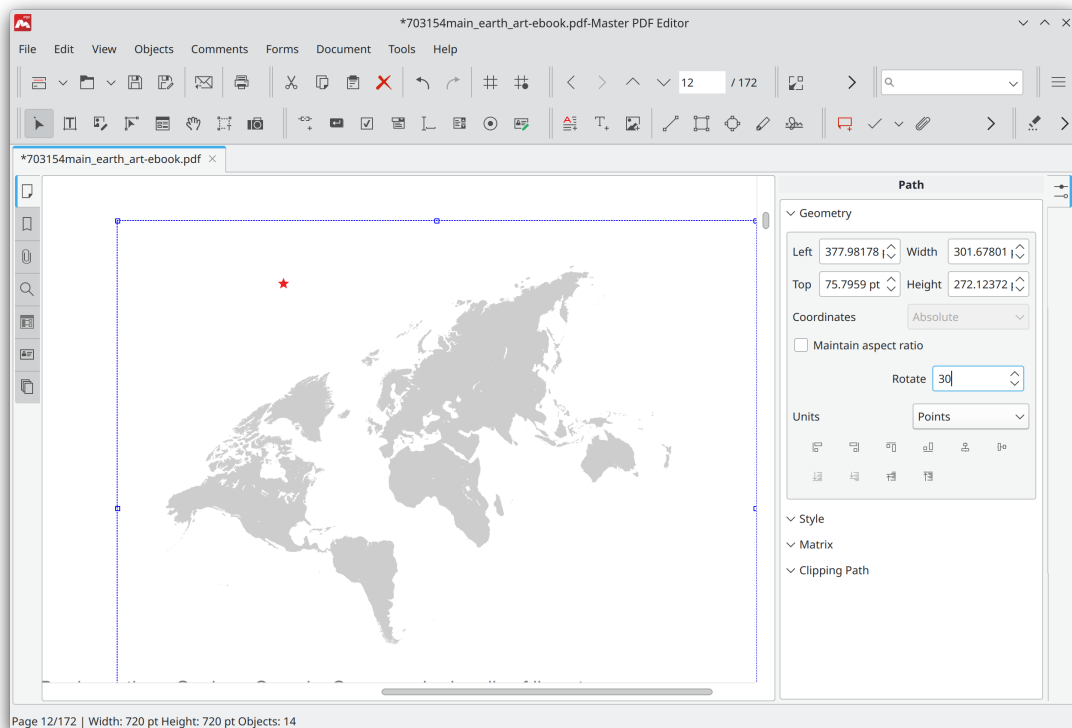 *703154main_earth_art-ebook.pdf-Master PDF Editor
File Edit View Objects Comments Forms Document Tools Help
12 / 172
*703154main_earth_art-ebook.pdf
Path
Geometry
Left 377.98178 Width 301.67801
Top 75.7959 pt Height 272.12372
Coordinates Absolute
Maintain aspect ratio
Rotate 30
Units Points
Style
Matrix
Clipping Path
Page 12/172 | Width: 720 pt Height: 720 pt Objects: 14